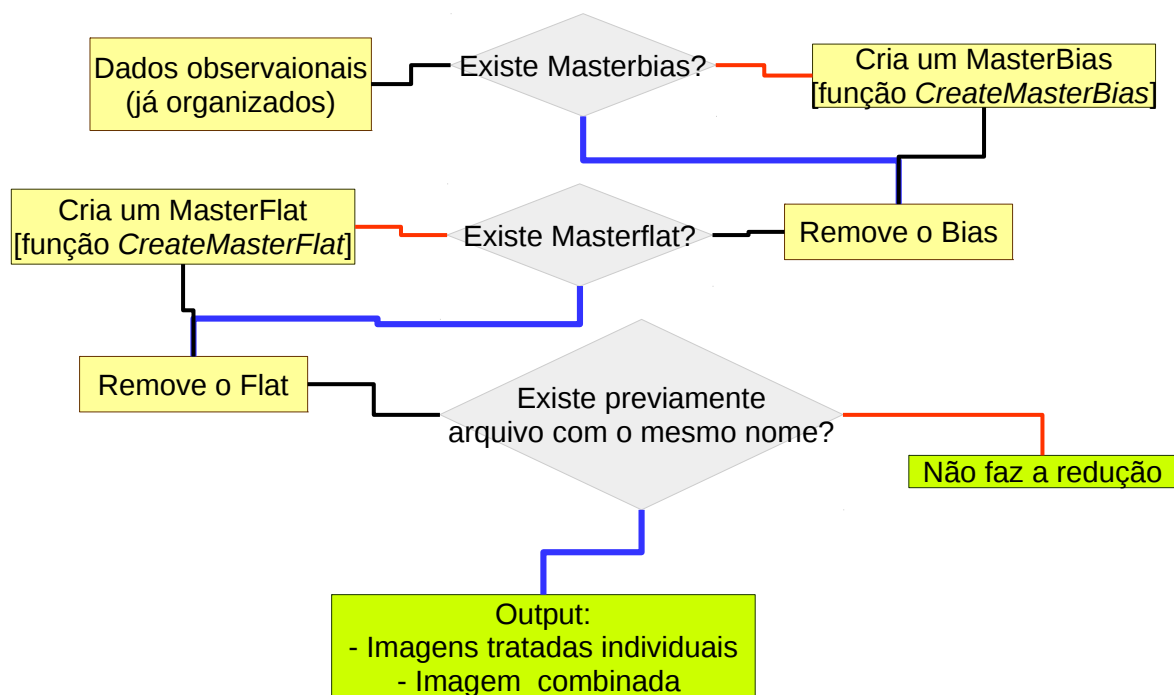 Dados observaionais
(já organizados)
Existe Masterbias?
Cria um MasterBias
[função CreateMasterBias]
Cria um MasterFlat
[função CreateMasterFlat]
Existe Masterflat?
Remove o Bias
Remove o Flat
Existe previamente
arquivo com o mesmo nome?
Não faz a redução
Output:
- Imagens tratadas individuais
- Imagem combinada